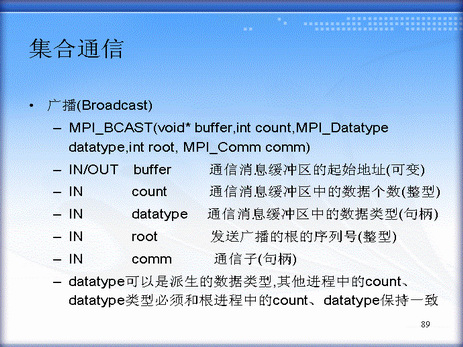 集合通信
• 广播(Broadcast)
– MPI_BCAST(void* buffer,int count,MPI_Datatype
datatype,int root, MPI_Comm comm)
– IN/OUT buffer 通信消息缓冲区的起始地址(可变)
– IN count 通信消息缓冲区中的数据个数(整型)
– IN datatype 通信消息缓冲区中的数据类型(句柄)
– IN root 发送广播的根的序列号(整型)
– IN comm 通信子(句柄)
– datatype可以是派生的数据类型,其他进程中的count、
datatype类型必须和根进程中的count、datatype保持一致
89